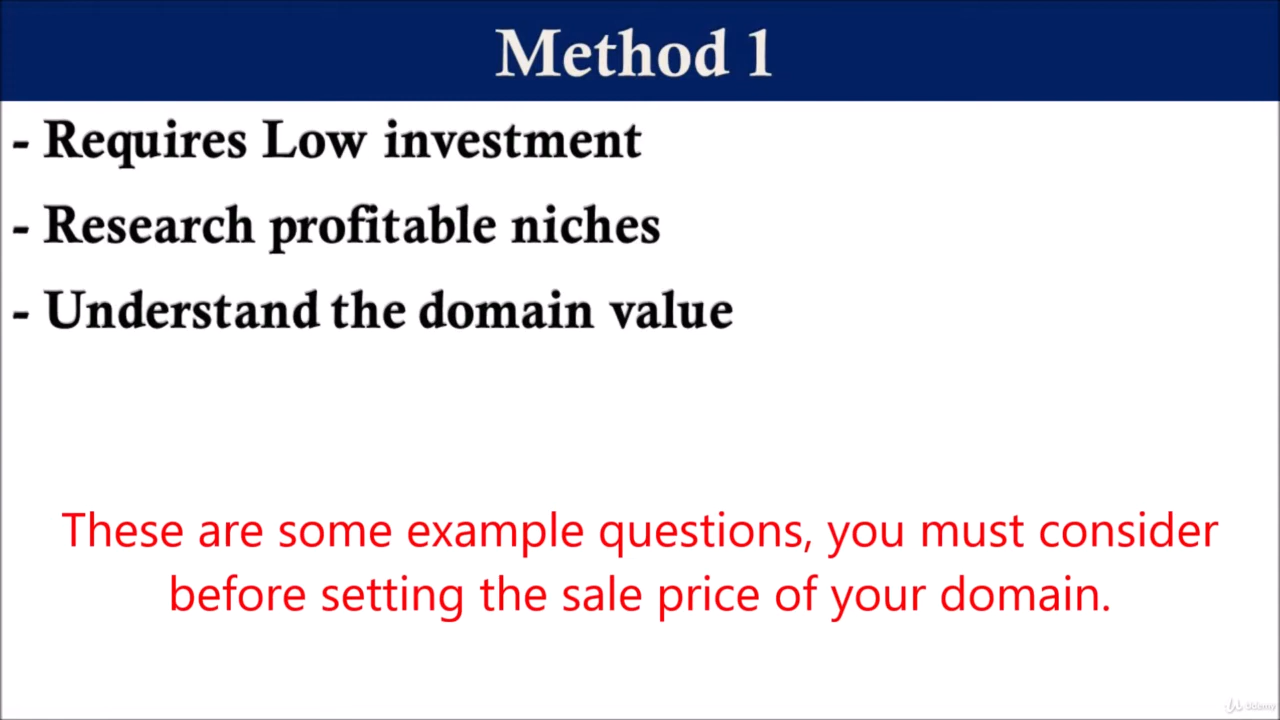 Method 1
- Requires Low investment
- Research profitable niches
- Understand the domain value
These are some example questions, you must consider
before setting the sale price of your domain.
Udemy